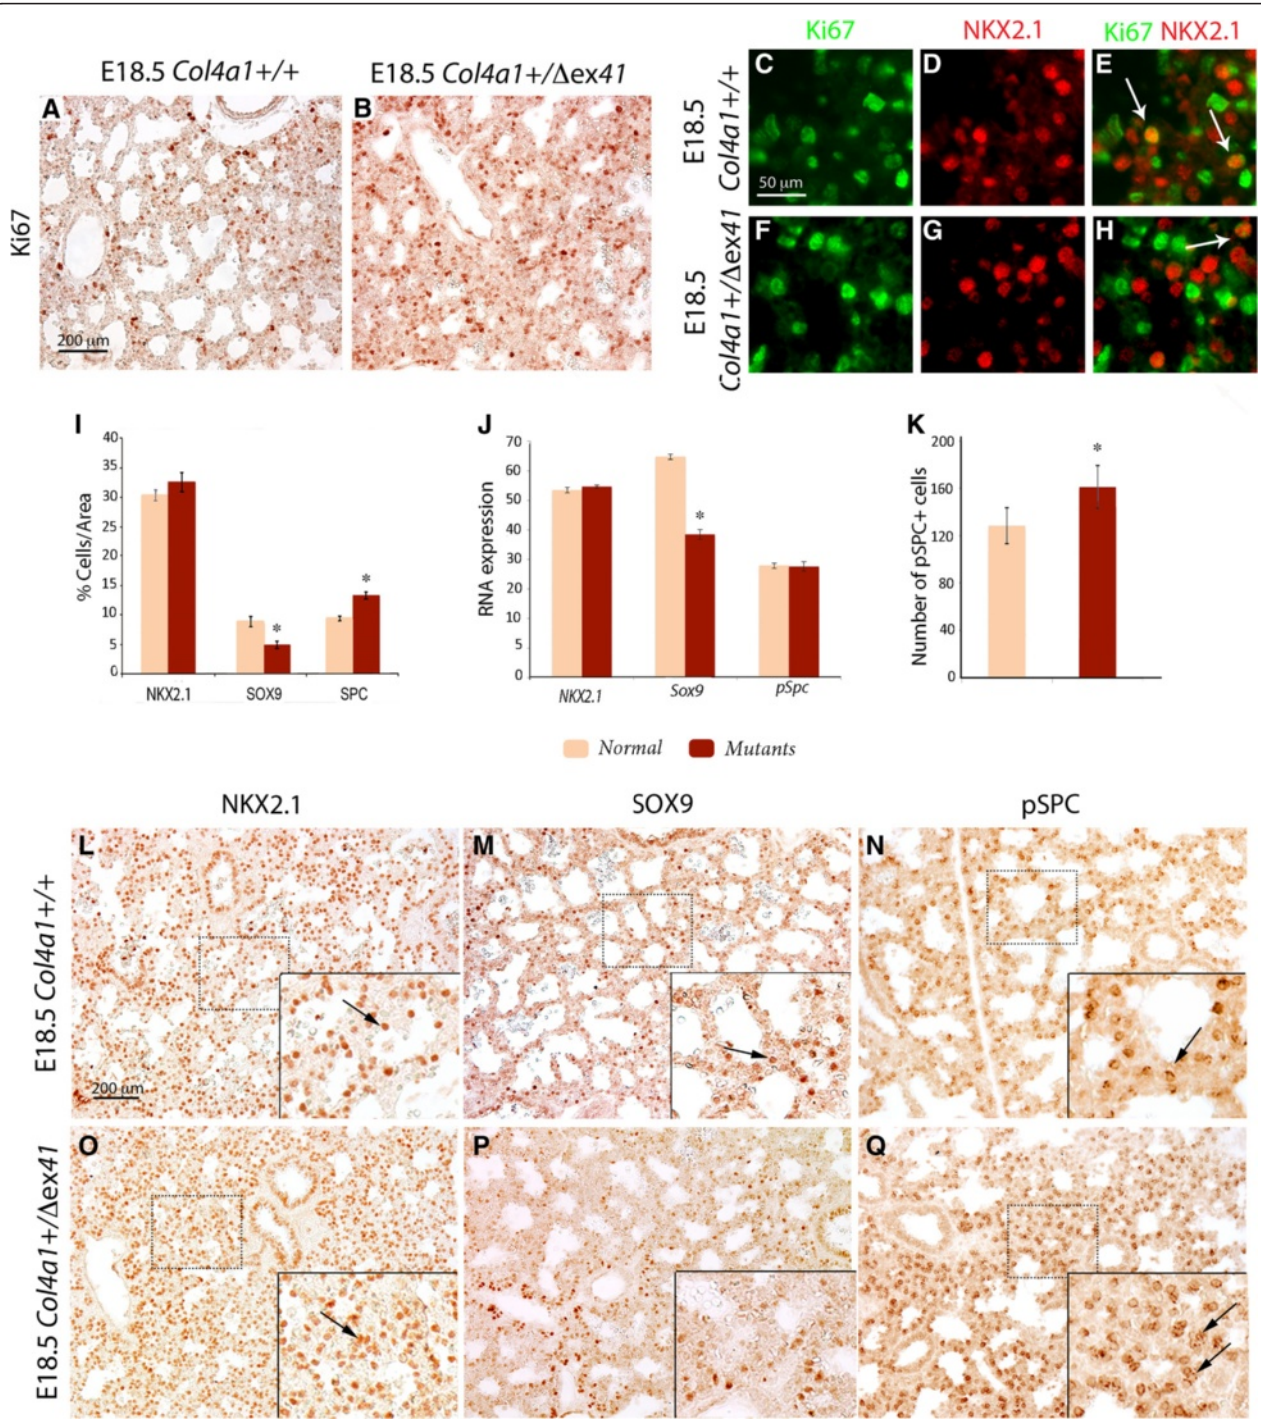 Ki67 NKX2.1 Ki67 NKX2.1
E18.5 Col4a1+/+ E18.5 Col4a1+/Δex41
A B C D E
E18.5
Col4a1+/+
Ki67
50 μm
F G H
E18.5
Col4a1+/Δex41
200 μm
I
% Cells/Area
40
35
30
25
20
15
10
5
0
NKX2.1 SOX9 SPC
* *
J
RNA expression
70
60
50
40
30
20
10
5
0
NKX2.1 Sox9 pSpc
*
K
Number of pSPC+ cells
200
160
120
80
40
0
*
Normal Mutants
NKX2.1 SOX9 pSPC
E18.5 Col4a1+/+
L M N
200 μm
E18.5 Col4a1+/Δex41
O P Q